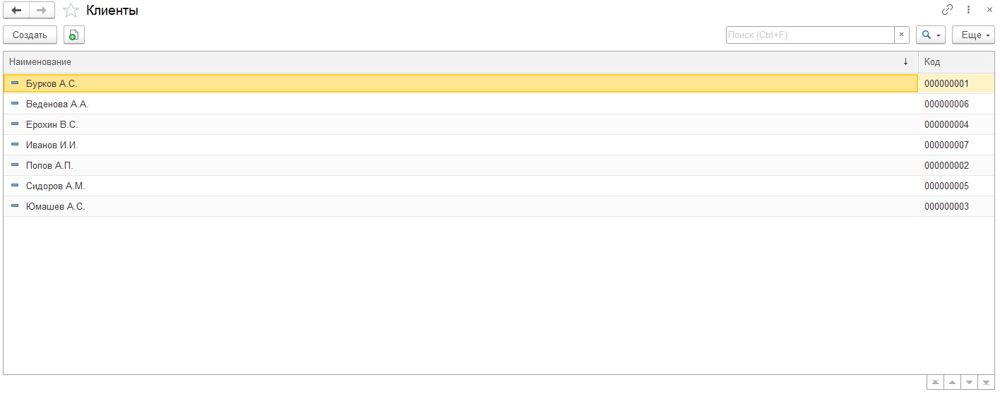 Клиенты
Создать
Поиск (Ctrl+F)
×
Еще
Наименование ↓ Код
Бурков А.С. 000000001
Веденова А.А. 000000006
Ерохин В.С. 000000004
Иванов И.И. 000000007
Попов А.П. 000000002
Сидоров А.М. 000000005
Юмашев А.С. 000000003